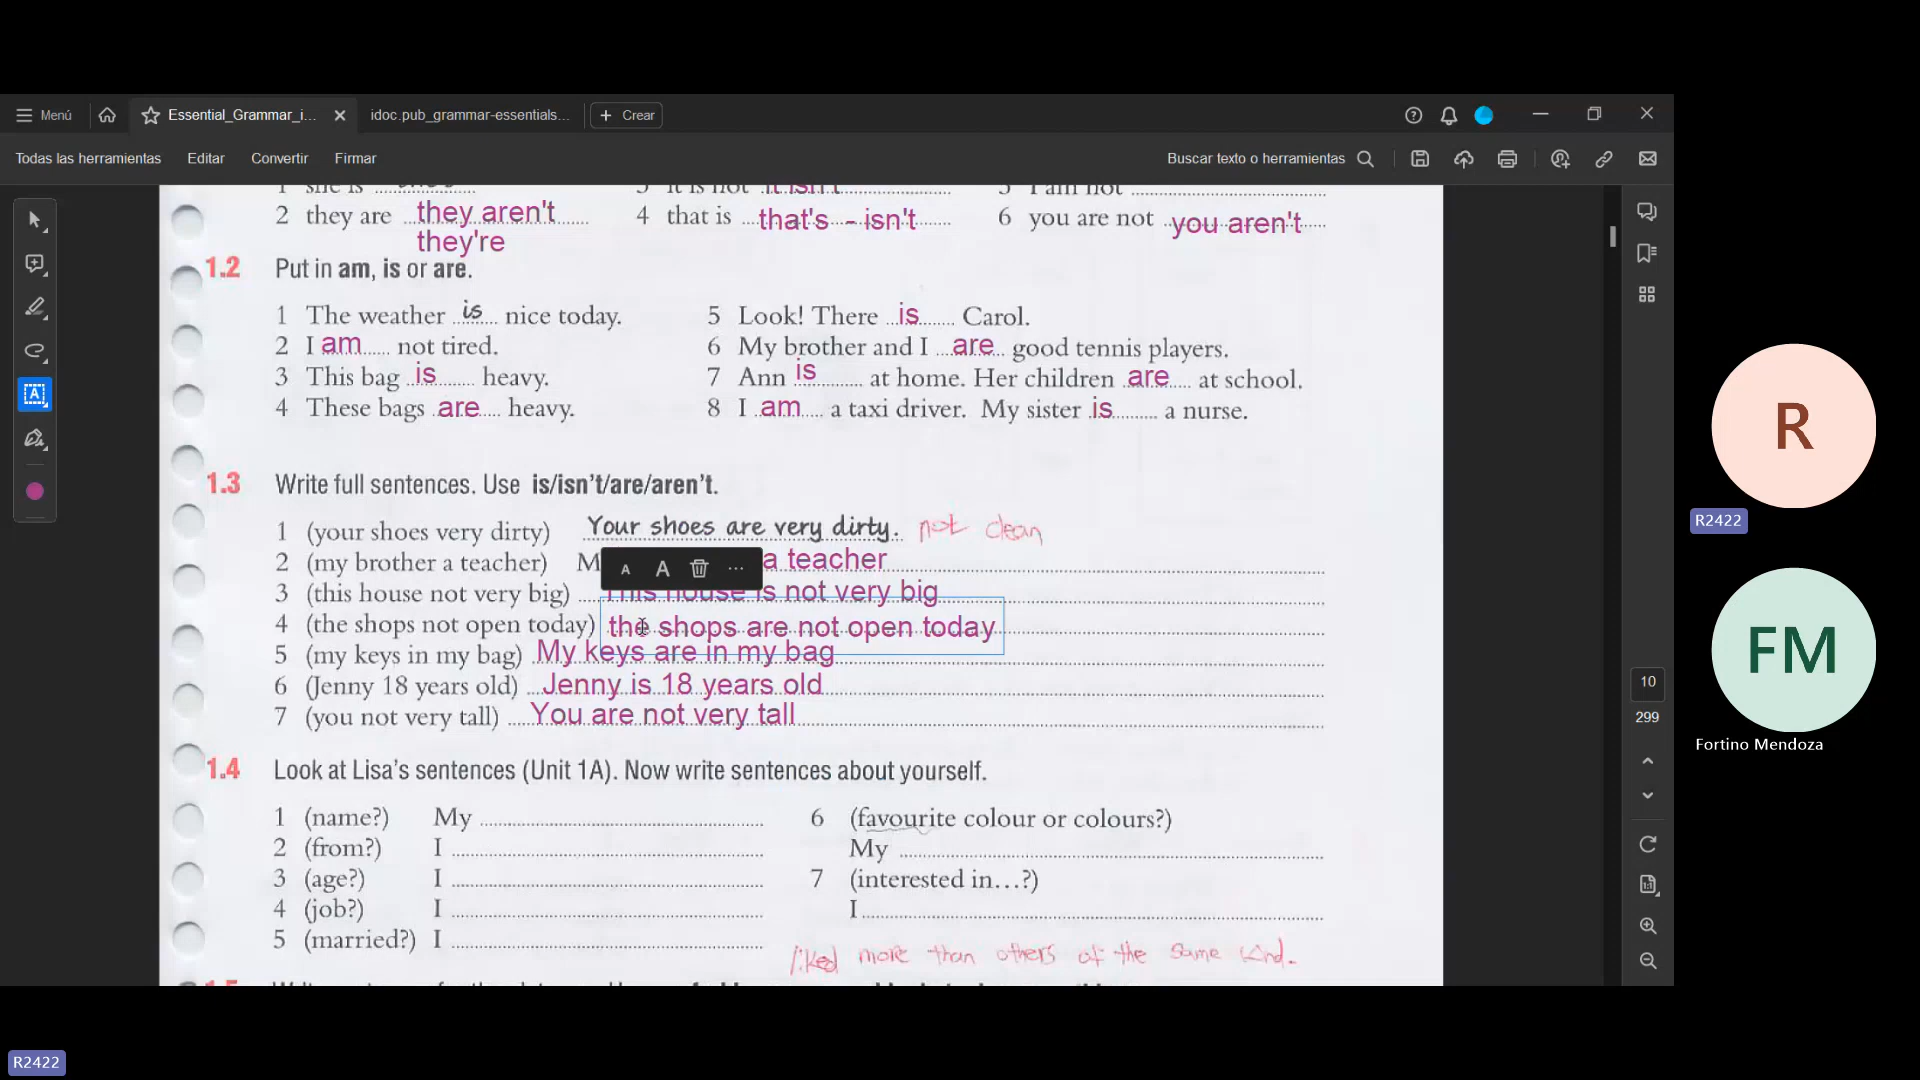 Menú
Essential_Grammar_i...
idoc.pub_grammar-essentials...
Crear
Todas las herramientas
Editar
Convertir
Firmar
Buscar texto o herramientas
1 she is
it is not it isn't
I am not
2 they are they aren't
they're
4 that is that's - isn't
6 you are not you aren't
1.2 Put in am, is or are.
1 The weather is nice today.
2 I am not tired.
3 This bag is heavy.
4 These bags are heavy.
5 Look! There is Carol.
6 My brother and I are good tennis players.
7 Ann is at home. Her children are at school.
8 I am a taxi driver. My sister is a nurse.
1.3 Write full sentences. Use is/isn't/are/aren't.
1 (your shoes very dirty) Your shoes are very dirty. not clean
2 (my brother a teacher) M a teacher
3 (this house not very big) This house is not very big
4 (the shops not open today) the shops are not open today
5 (my keys in my bag) My keys are in my bag
6 (Jenny 18 years old) Jenny is 18 years old
7 (you not very tall) You are not very tall
1.4 Look at Lisa's sentences (Unit 1A). Now write sentences about yourself.
1 (name?) My
2 (from?) I
3 (age?) I
4 (job?) I
5 (married?) I
6 (favourite colour or colours?)
My
7 (interested in...?)
I
liked more than others of the same kind.
10
299
R
R2422
FM
Fortino Mendoza
R2422